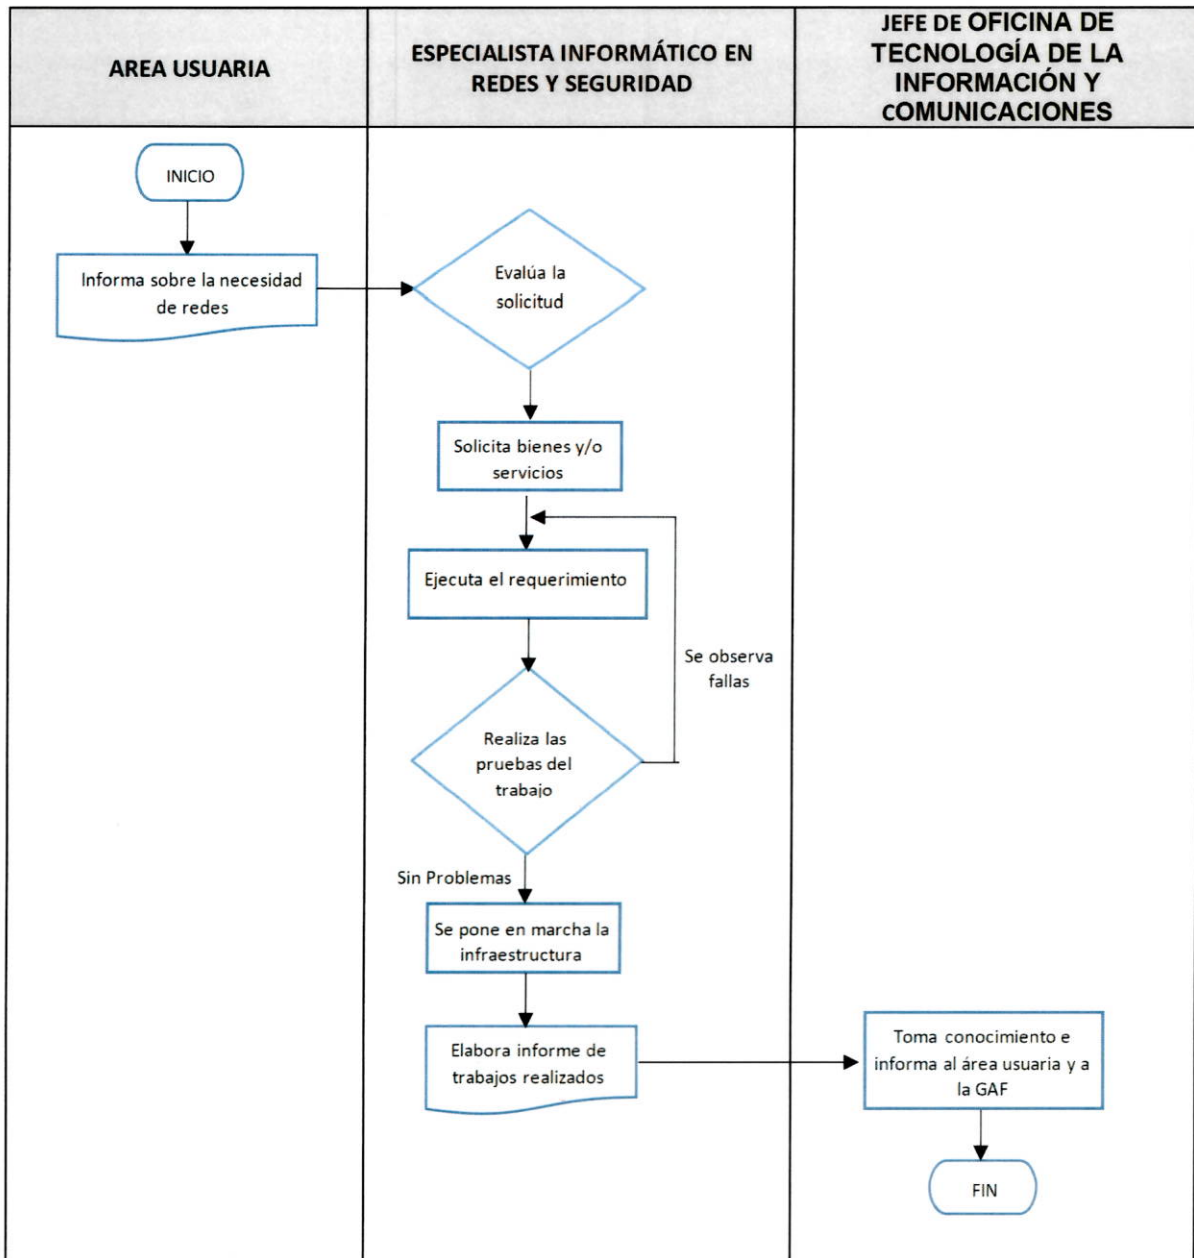 AREA USUARIA
ESPECIALISTA INFORMÁTICO EN
REDES Y SEGURIDAD
JEFE DE OFICINA DE
TECNOLOGÍA DE LA
INFORMACIÓN Y
COMUNICACIONES
INICIO
Informa sobre la necesidad
de redes
Evalúa la
solicitud
Solicita bienes y/o
servicios
Ejecuta el requerimiento
Se observa
fallas
Realiza las
pruebas del
trabajo
Sin Problemas
Se pone en marcha la
infraestructura
Elabora informe de
trabajos realizados
Toma conocimiento e
informa al área usuaria y a
la GAF
FIN